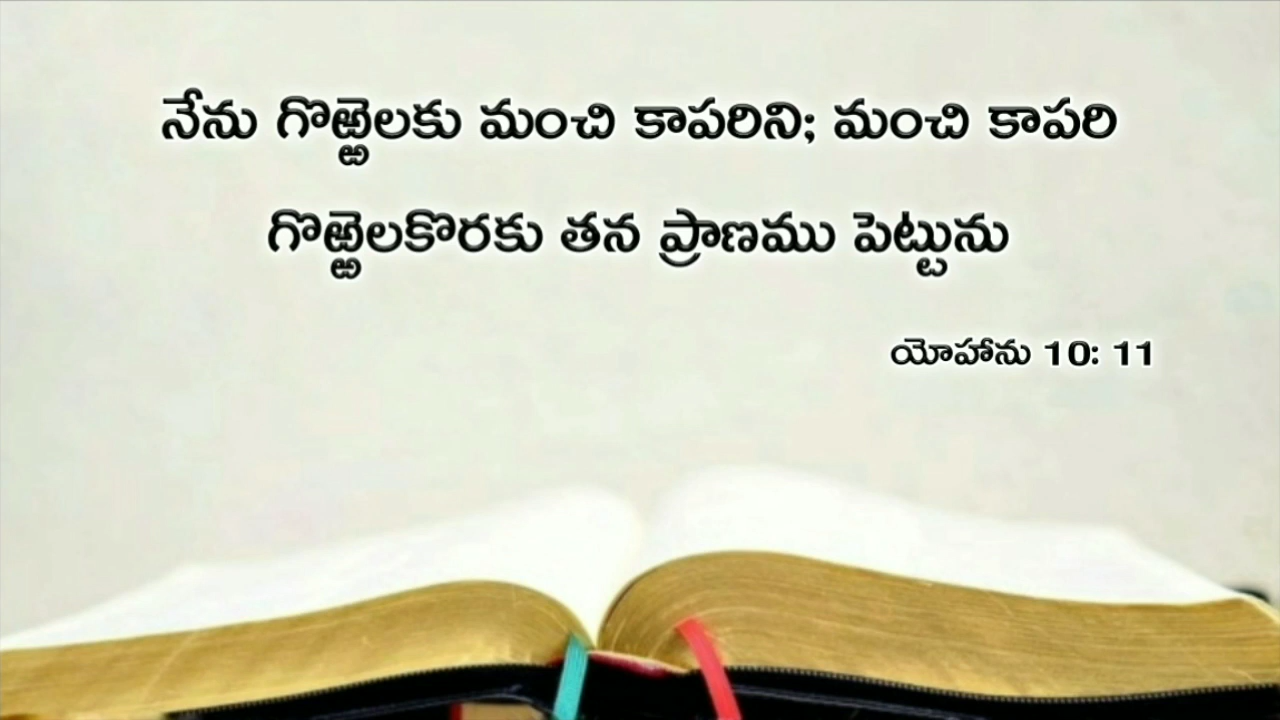 నేను గొఱ్ఱెలకు మంచి కాపరిని; మంచి కాపరి
గొఱ్ఱెలకొరకు తన ప్రాణము పెట్టును
యోహాను 10: 11